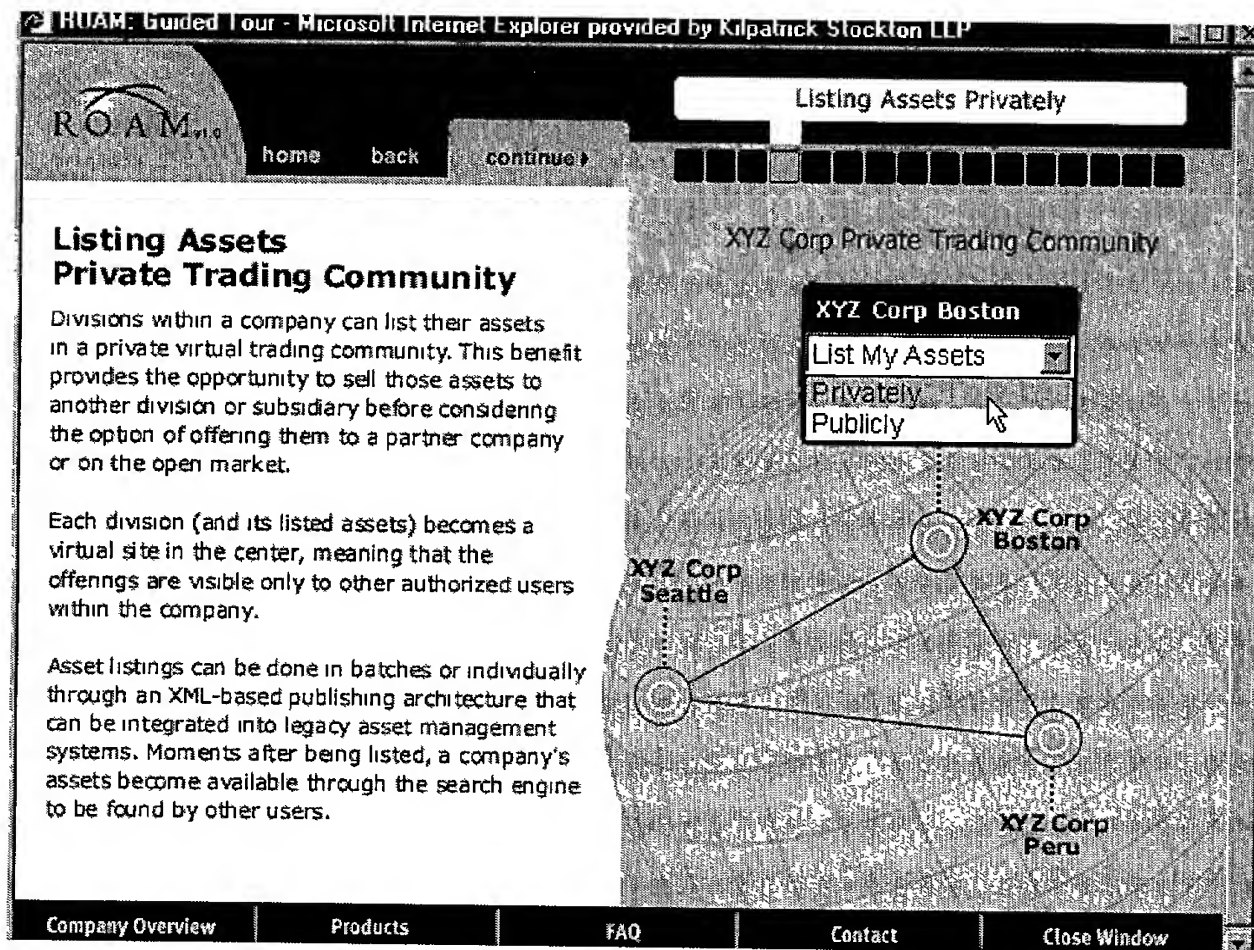 ROAM: Guided Tour - Microsoft Internet Explorer provided by Kilpatrick Stockton LLP
ROAM v1.0
home back continue
Listing Assets Privately
Listing Assets
Private Trading Community
Divisions within a company can list their assets
in a private virtual trading community. This benefit
provides the opportunity to sell those assets to
another division or subsidiary before considering
the option of offering them to a partner company
or on the open market.
Each division (and its listed assets) becomes a
virtual site in the center, meaning that the
offerings are visible only to other authorized users
within the company.
Asset listings can be done in batches or individually
through an XML-based publishing architecture that
can be integrated into legacy asset management
systems. Moments after being listed, a company's
assets become available through the search engine
to be found by other users.
XYZ Corp Private Trading Community
XYZ Corp Boston
List My Assets
Privately
Publicly
XYZ Corp
Boston
XYZ Corp
Seattle
XYZ Corp
Peru
Company Overview Products FAQ Contact Close Window